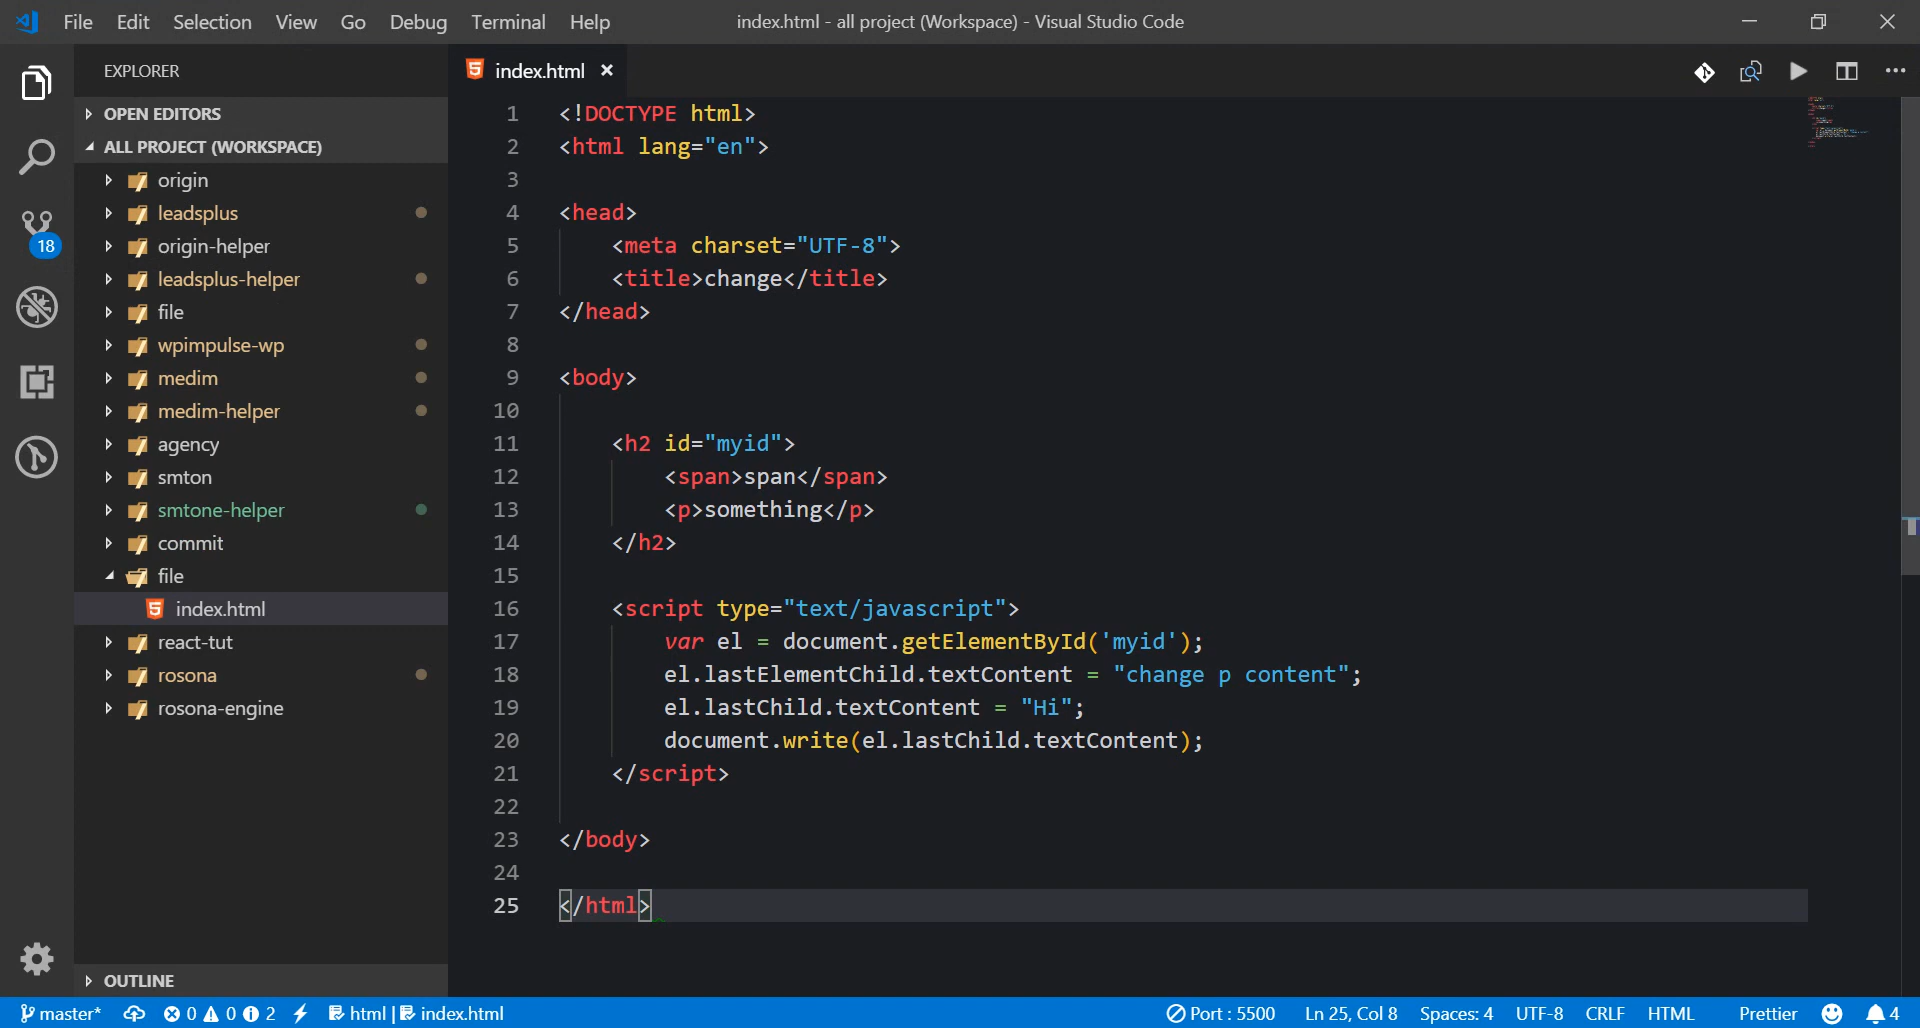 File Edit Selection View Go Debug Terminal Help
index.html - all project (Workspace) - Visual Studio Code
EXPLORER
OPEN EDITORS
ALL PROJECT (WORKSPACE)
origin
leadsplus
origin-helper
leadsplus-helper
file
wpimpulse-wp
medim
medim-helper
agency
smton
smtone-helper
commit
file
index.html
react-tut
rosona
rosona-engine
OUTLINE
18
index.html
1 <!DOCTYPE html>
2 <html lang="en">
3
4 <head>
5     <meta charset="UTF-8">
6     <title>change</title>
7 </head>
8
9 <body>
10
11     <h2 id="myid">
12         <span>span</span>
13         <p>something</p>
14     </h2>
15
16     <script type="text/javascript">
17         var el = document.getElementById('myid');
18         el.lastElementChild.textContent = "change p content";
19         el.lastChild.textContent = "Hi";
20         document.write(el.lastChild.textContent);
21     </script>
22
23 </body>
24
25 </html>
master* 0 0 2 html | index.html
Port : 5500 Ln 25, Col 8 Spaces: 4 UTF-8 CRLF HTML Prettier 4